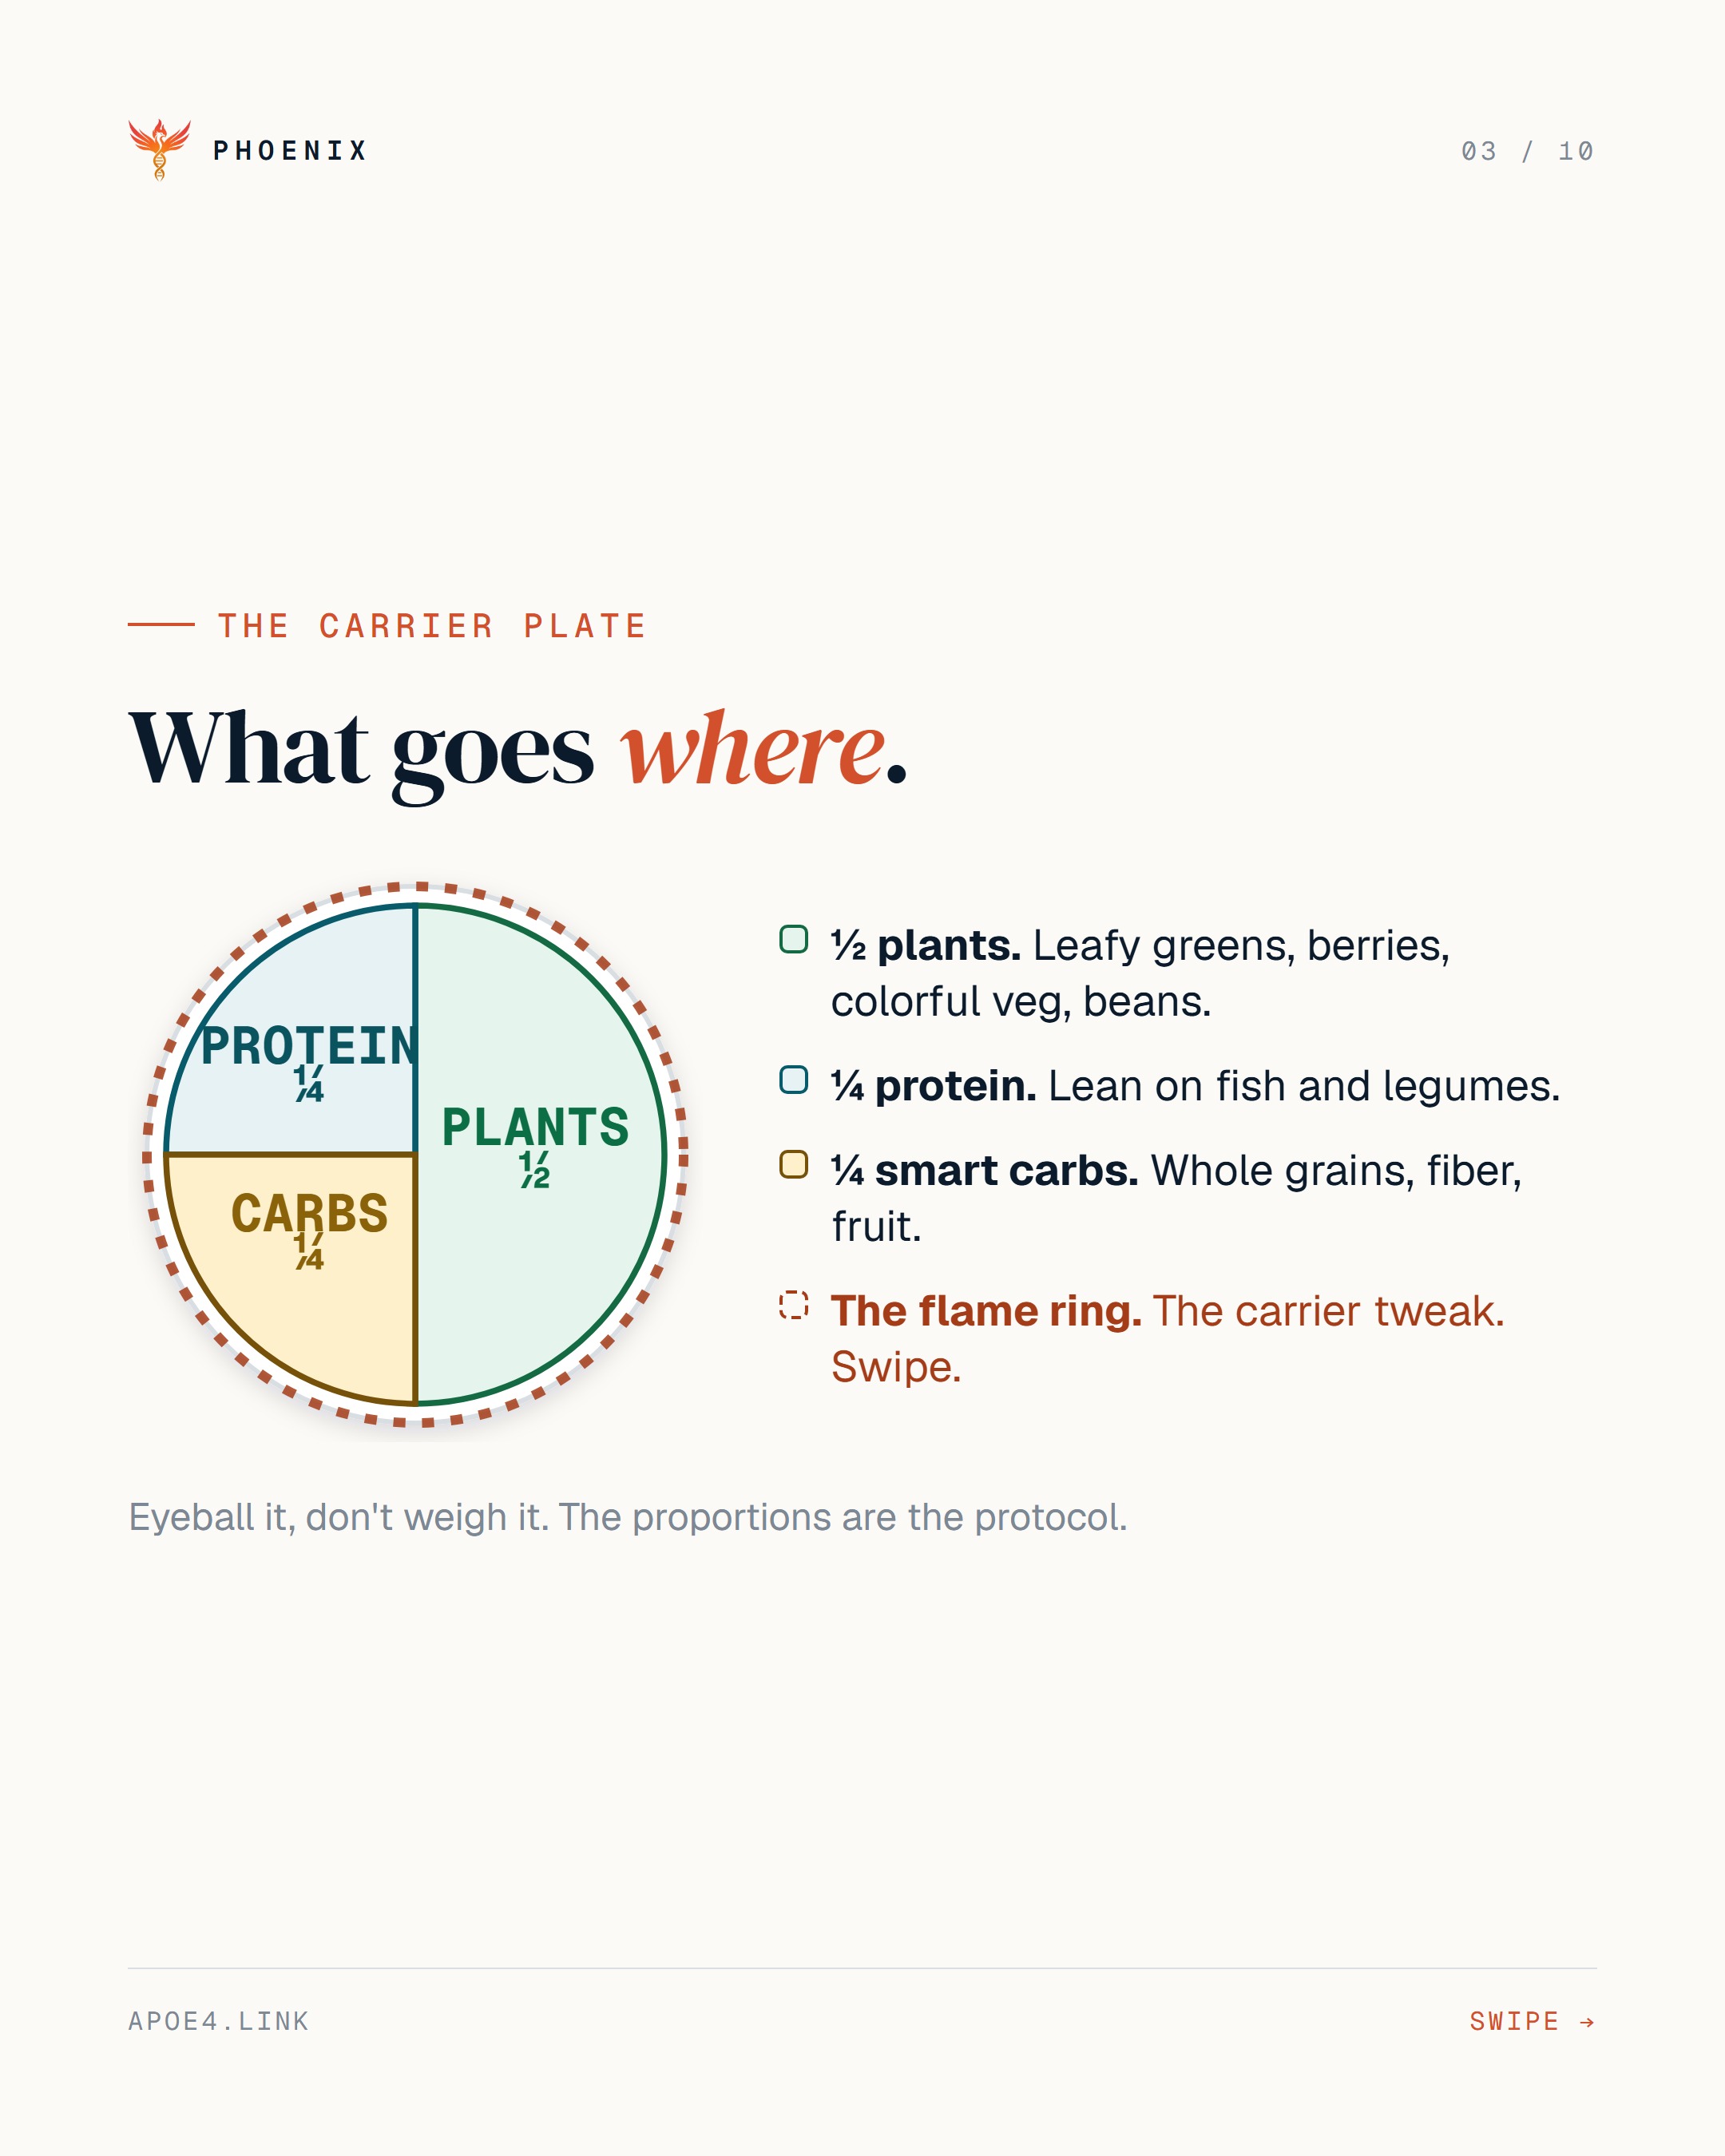 PHOENIX
03 / 10
THE CARRIER PLATE
What goes where.
PROTEIN
¼
PLANTS
½
CARBS
¼
½ plants. Leafy greens, berries,
colorful veg, beans.
¼ protein. Lean on fish and legumes.
¼ smart carbs. Whole grains, fiber,
fruit.
The flame ring. The carrier tweak.
Swipe.
Eyeball it, don't weigh it. The proportions are the protocol.
APOE4.LINK
SWIPE →